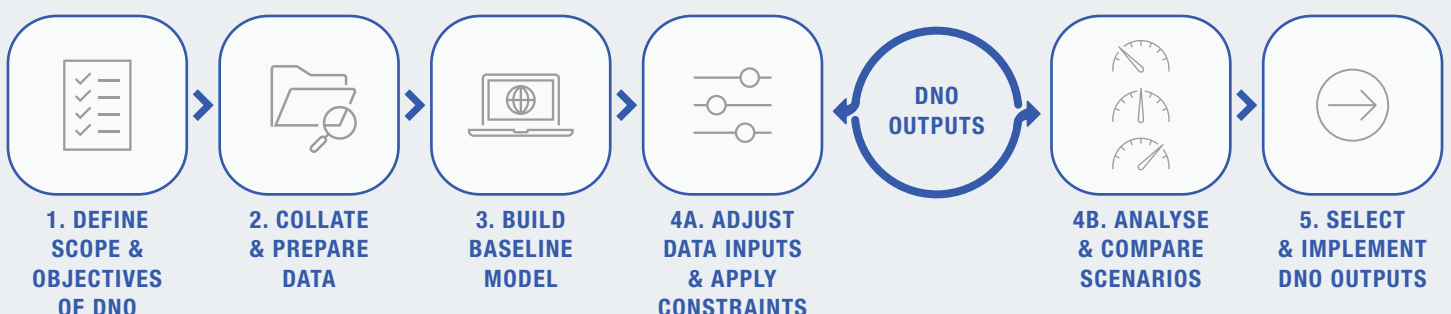 DNO
OUTPUTS
1. DEFINE
SCOPE &
OBJECTIVES
OF DNO
2. COLLATE
& PREPARE
DATA
3. BUILD
BASELINE
MODEL
4A. ADJUST
DATA INPUTS
& APPLY
CONSTRAINTS
4B. ANALYSE
& COMPARE
SCENARIOS
5. SELECT
& IMPLEMENT
DNO OUTPUTS